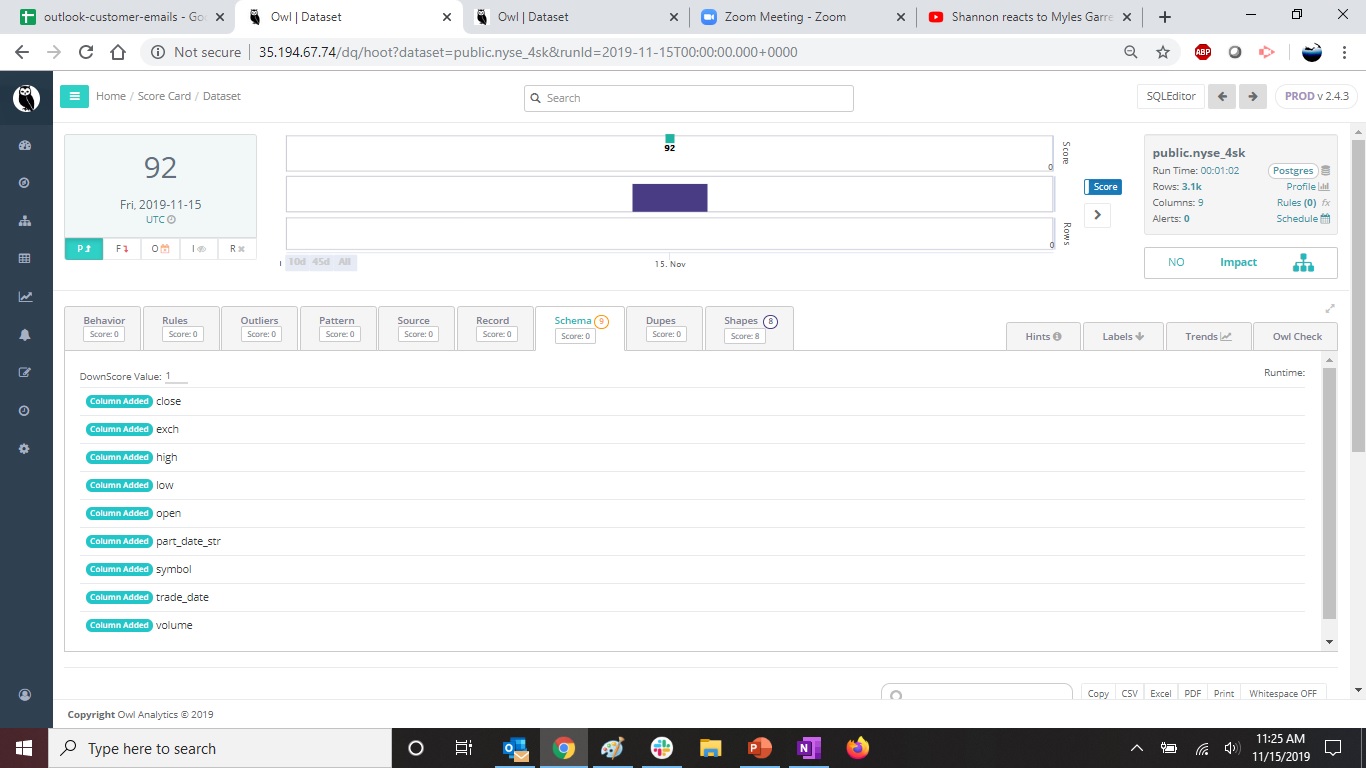 outlook-customer-emails - Goo
Owl | Dataset
Owl | Dataset
Zoom Meeting - Zoom
Shannon reacts to Myles Garre
Not secure | 35.194.67.74/dq/hoot?dataset=public.nyse_4sk&runId=2019-11-15T00:00:00.000+0000
ABP
Home / Score Card / Dataset
Search
SQLEditor
PROD v 2.4.3
92
Fri, 2019-11-15
UTC
P
F
O
I
R
92
0
Score
0
Rows
10d 45d All
15. Nov
Score
public.nyse_4sk
Run Time: 00:01:02
Postgres
Rows: 3.1k
Profile
Columns: 9
Rules (0) fx
Alerts: 0
Schedule
NO
Impact
Behavior
Score: 0
Rules
Score: 0
Outliers
Score: 0
Pattern
Score: 0
Source
Score: 0
Record
Score: 0
Schema 9
Score: 0
Dupes
Score: 0
Shapes 8
Score: 8
Hints
Labels
Trends
Owl Check
DownScore Value: 1
Runtime:
Column Added close
Column Added exch
Column Added high
Column Added low
Column Added open
Column Added part_date_str
Column Added symbol
Column Added trade_date
Column Added volume
Copy
CSV
Excel
PDF
Print
Whitespace OFF
Copyright Owl Analytics © 2019
Type here to search
11:25 AM
11/15/2019